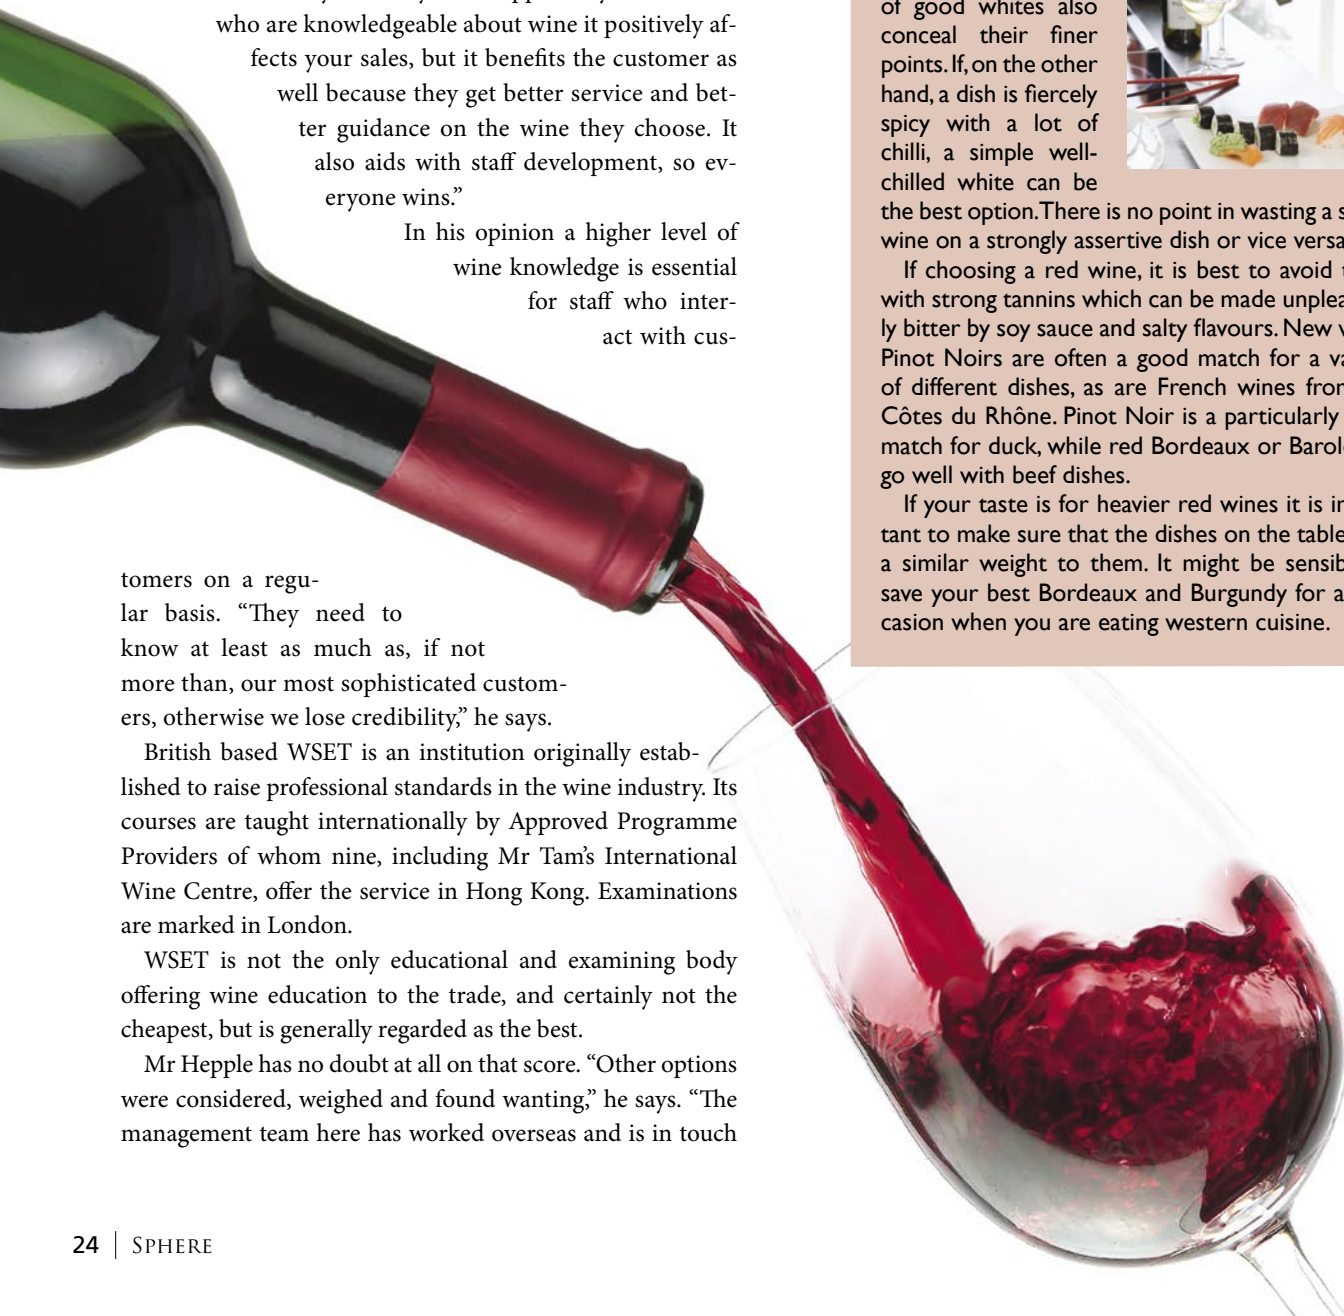 who are knowledgeable about wine it positively af-
fects your sales, but it benefits the customer as
well because they get better service and bet-
ter guidance on the wine they choose. It
also aids with staff development, so ev-
eryone wins.”
In his opinion a higher level of
wine knowledge is essential
for staff who inter-
act with cus-
tomers on a regu-
lar basis. “They need to
know at least as much as, if not
more than, our most sophisticated custom-
ers, otherwise we lose credibility,” he says.
British based WSET is an institution originally estab-
lished to raise professional standards in the wine industry. Its
courses are taught internationally by Approved Programme
Providers of whom nine, including Mr Tam’s International
Wine Centre, offer the service in Hong Kong. Examinations
are marked in London.
WSET is not the only educational and examining body
offering wine education to the trade, and certainly not the
cheapest, but is generally regarded as the best.
Mr Hepple has no doubt at all on that score. “Other options
were considered, weighed and found wanting,” he says. “The
management team here has worked overseas and is in touch
of good whites also
conceal their finer
points. If, on the other
hand, a dish is fiercely
spicy with a lot of
chilli, a simple well-
chilled white can be
the best option. There is no point in wasting a
wine on a strongly assertive dish or vice versa
If choosing a red wine, it is best to avoid
with strong tannins which can be made
ly bitter by soy sauce and salty flavours. New
Pinot Noirs are often a good match for a
of different dishes, as are French wines
Côtes du Rhône. Pinot Noir is a particularly
match for duck, while red Bordeaux or
go well with beef dishes.
If your taste is for heavier red wines it is
tant to make sure that the dishes on the table
a similar weight to them. It might be
save your best Bordeaux and Burgundy for a
casion when you are eating western cuisine.
24 | SPHERE